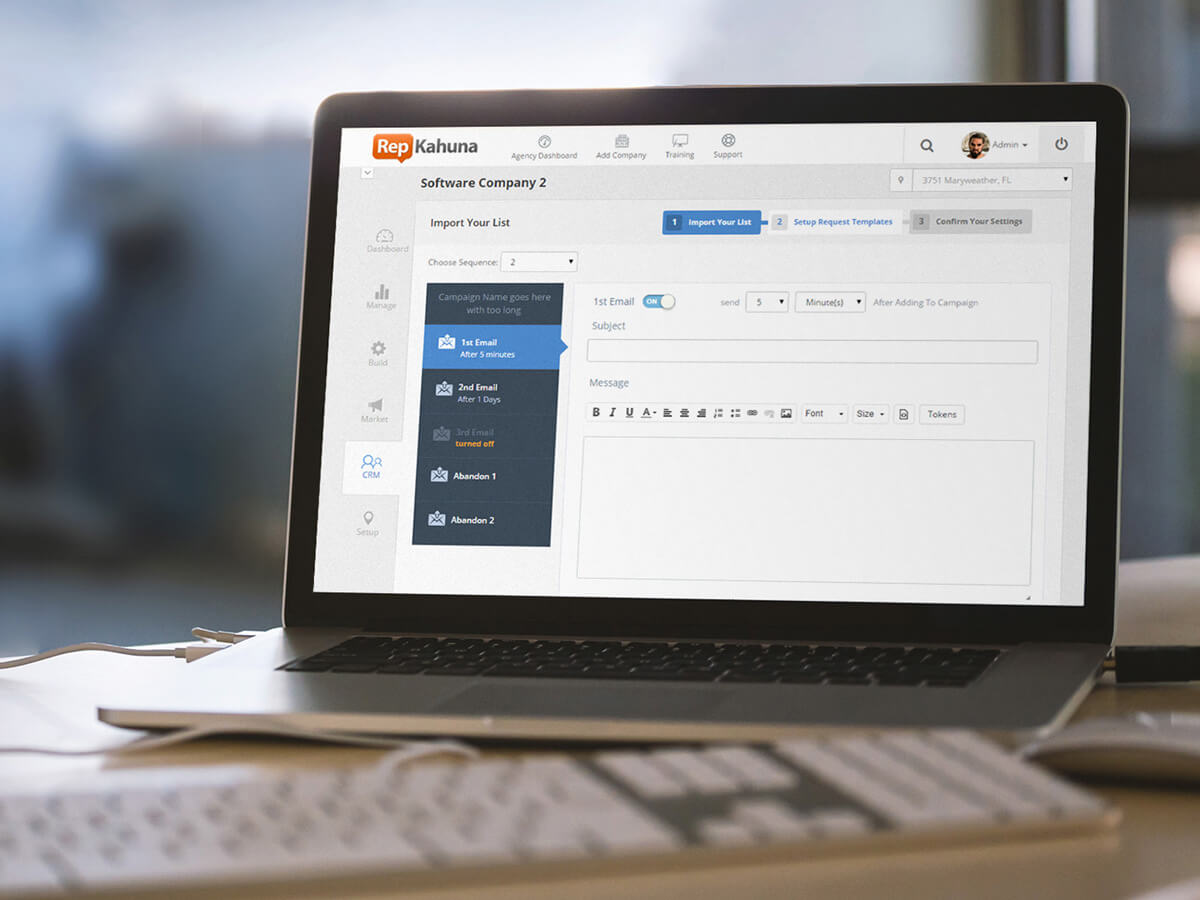 Rep Kahuna
Agency Dashboard
Add Company
Training
Support
Admin
Software Company 2
3751 Maryweather, FL
Import Your List
1 Import Your List
2 Setup Request Templates
3 Confirm Your Settings
Dashboard
Manage
Build
Market
CRM
Setup
Choose Sequence: 2
Campaign Name goes here
with too long
1st Email
After 5 minutes
2nd Email
After 1 Days
3rd Email
turned off
Abandon 1
Abandon 2
1st Email ON send 5 Minute(s) After Adding To Campaign
Subject
Message
B I U A Font Size Tokens